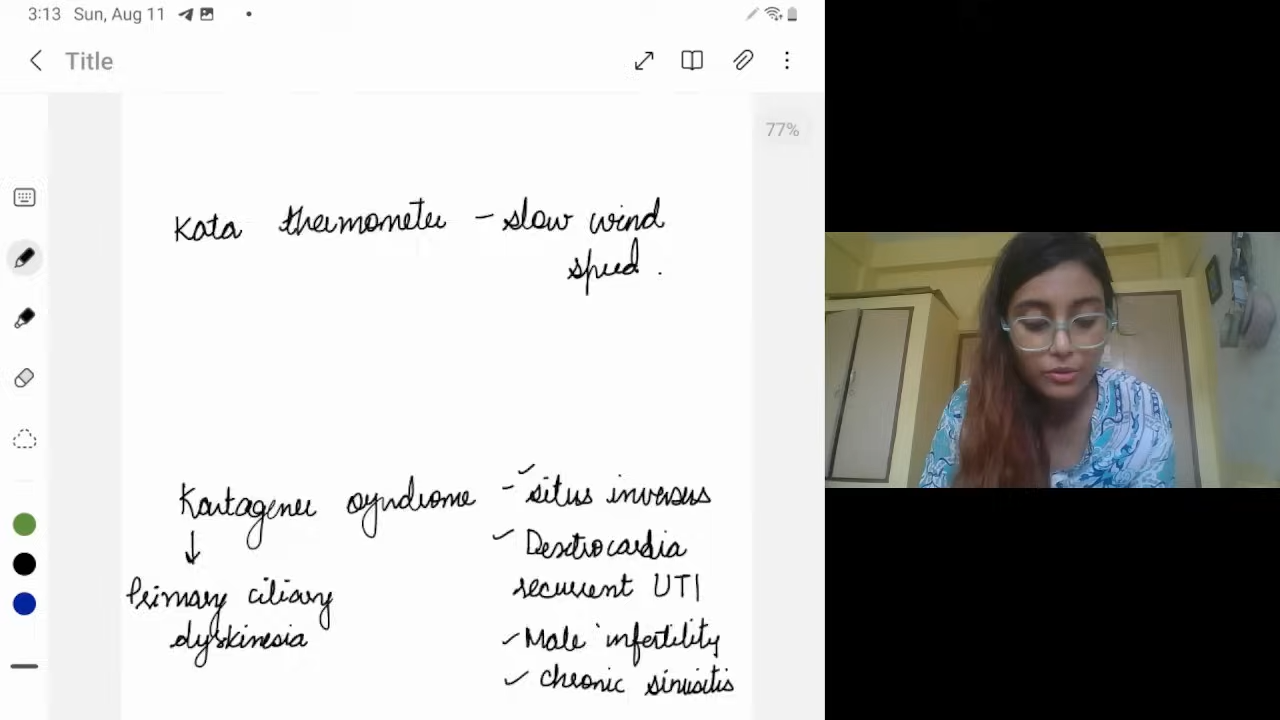 3:13 Sun, Aug 11
Title
77%
Kata thermometer - slow wind
speed.
Kartagener syndrome - situs inversus
Dextrocardia
recurrent UTI
Primary ciliary
dyskinesia
Male infertility
chronic sinusitis